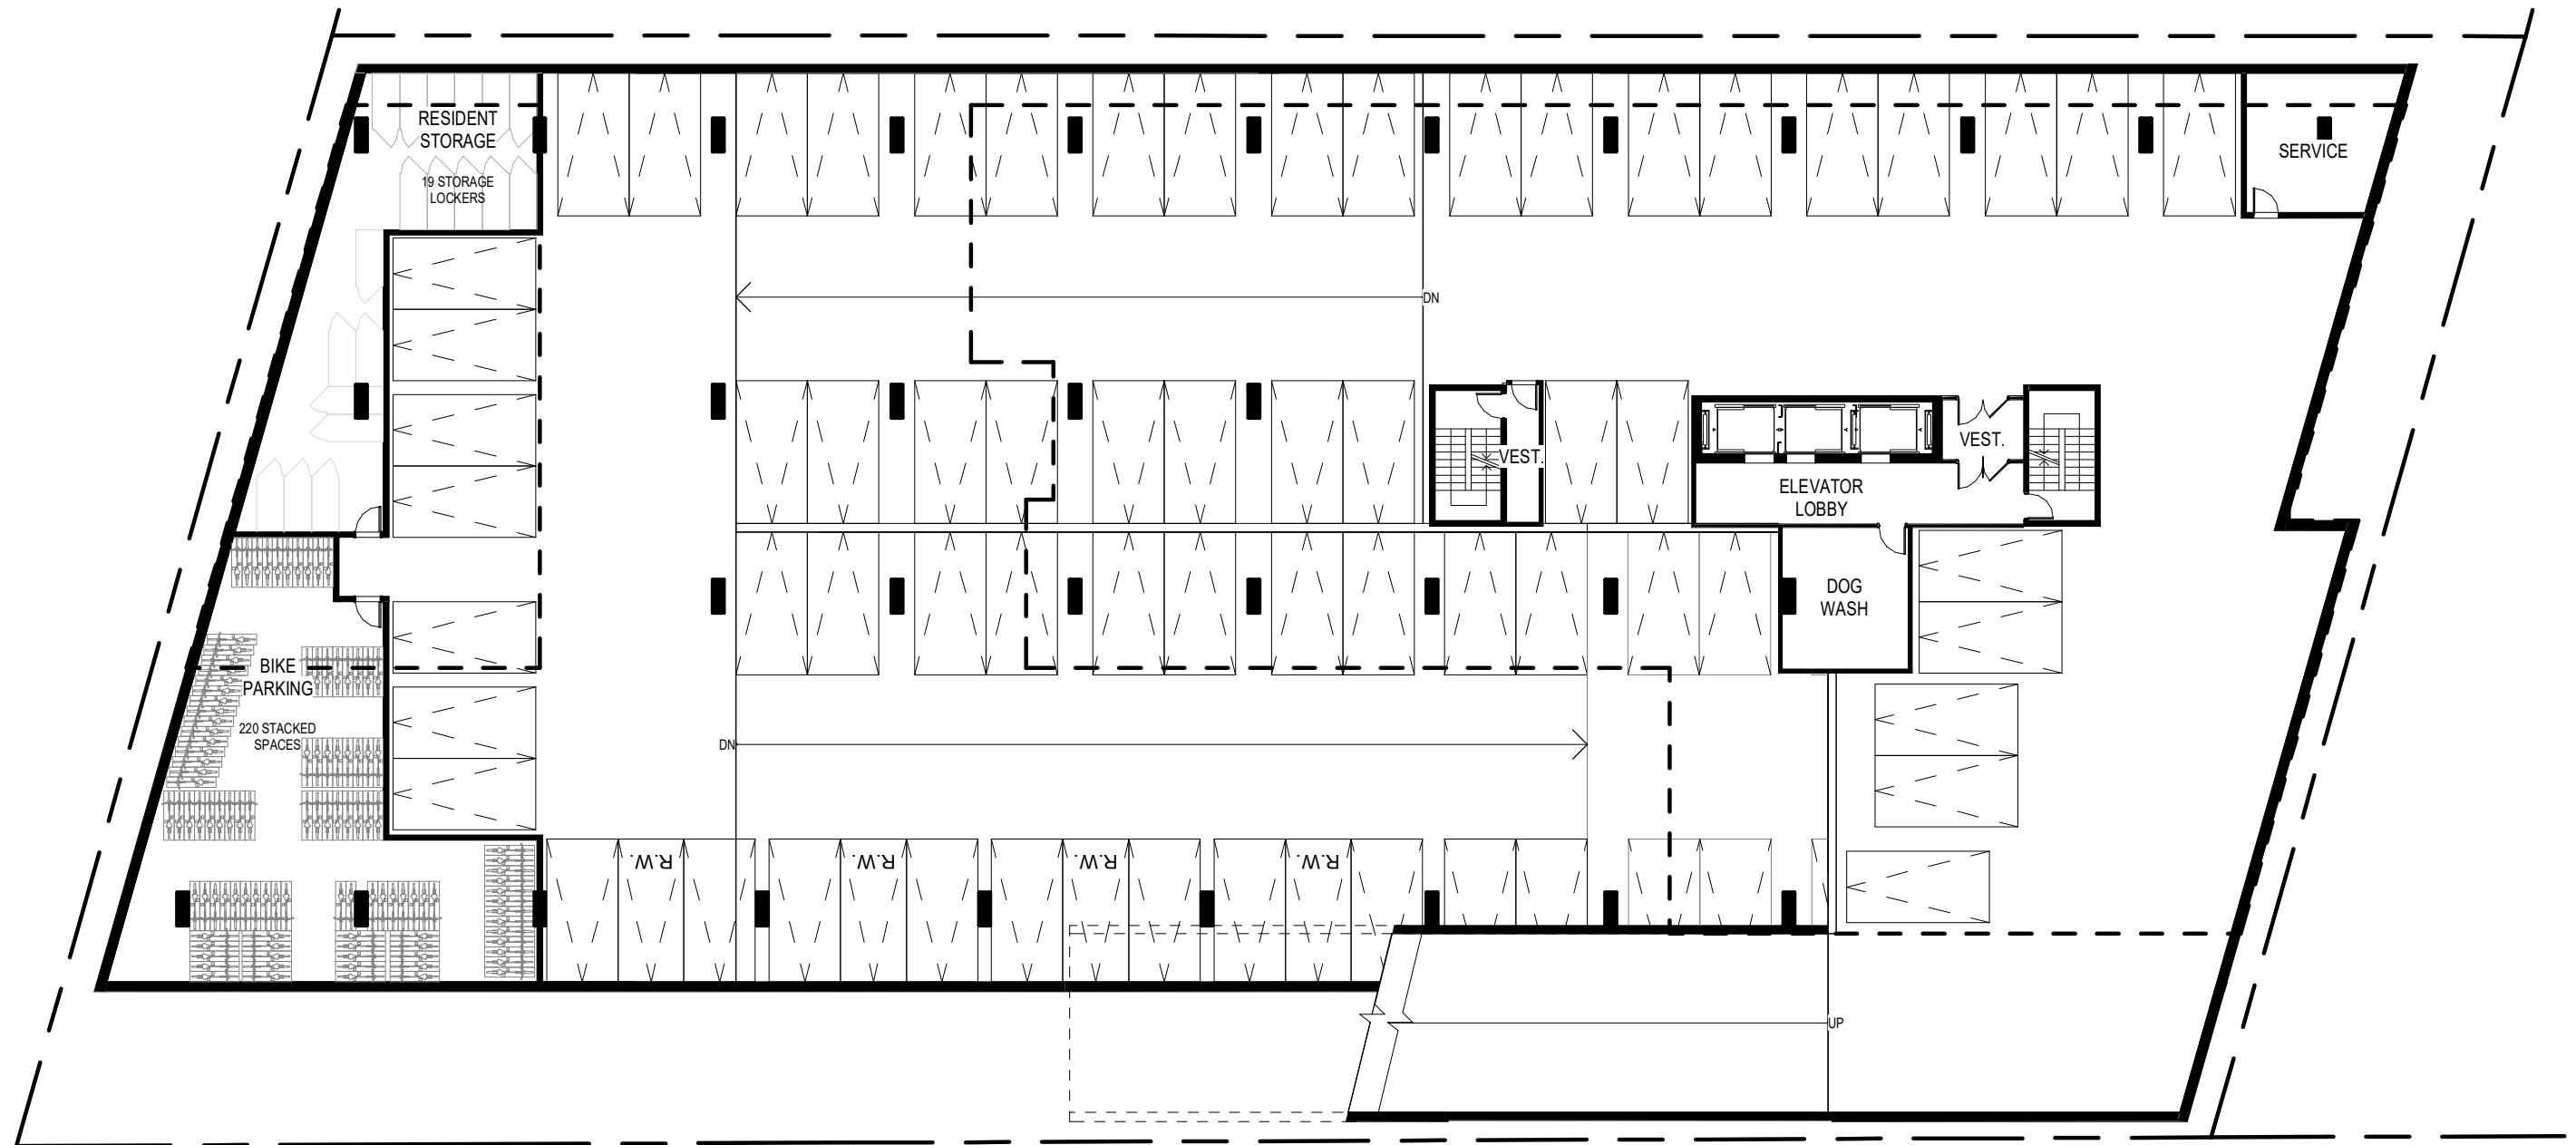 RESIDENT
STORAGE
19 STORAGE
LOCKERS
SERVICE
DN
VEST.
VEST.
ELEVATOR
LOBBY
DOG
WASH
BIKE
PARKING
220 STACKED
SPACES
DN
R.W.
R.W.
R.W.
R.W.
UP